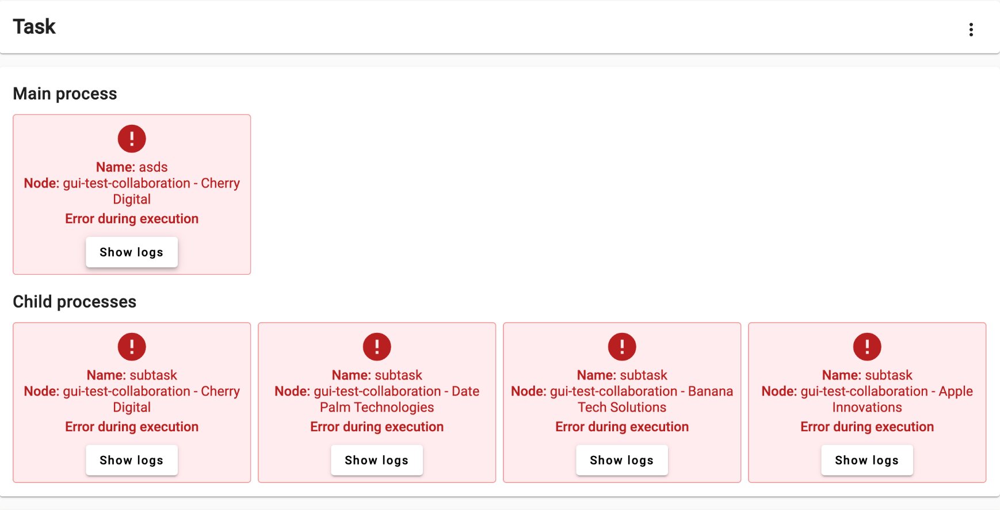 Task
Main process
!
Name: asds
Node: gui-test-collaboration - Cherry
Digital
Error during execution
Show logs
Child processes
!
Name: subtask
Node: gui-test-collaboration - Cherry
Digital
Error during execution
Show logs
!
Name: subtask
Node: gui-test-collaboration - Date
Palm Technologies
Error during execution
Show logs
!
Name: subtask
Node: gui-test-collaboration - Banana
Tech Solutions
Error during execution
Show logs
!
Name: subtask
Node: gui-test-collaboration - Apple
Innovations
Error during execution
Show logs